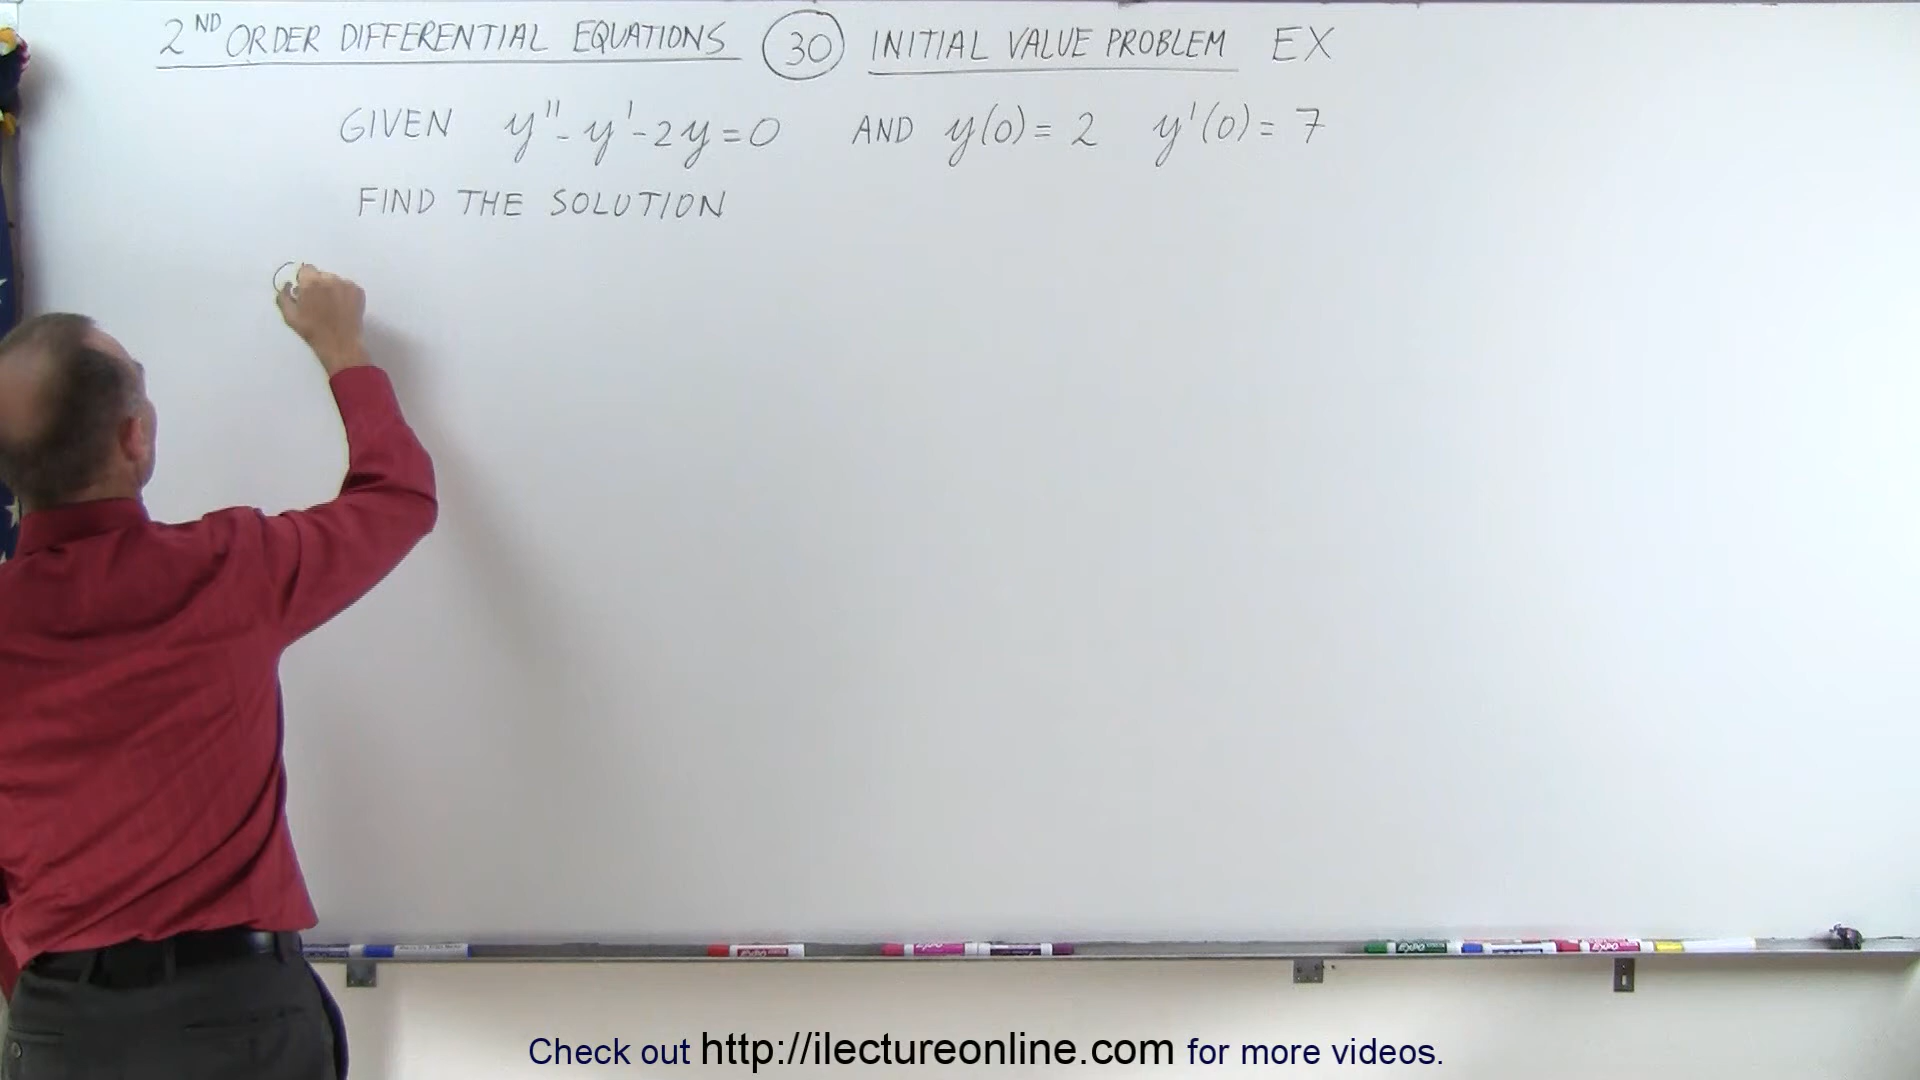 2ND ORDER DIFFERENTIAL EQUATIONS 30 INITIAL VALUE PROBLEM EX
GIVEN y"-y'-2y=0 AND y(0)=2 y'(0)=7
FIND THE SOLUTION
Check out http://ilectureonline.com for more videos.